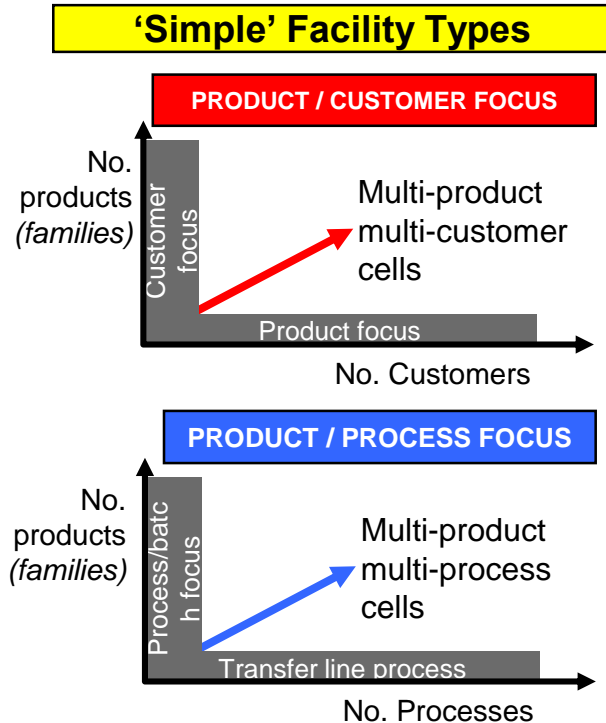 ‘Simple’ Facility Types
PRODUCT / CUSTOMER FOCUS
No.
products
(families)
Customer
focus
Multi-product
multi-customer
cells
Product focus
No. Customers
PRODUCT / PROCESS FOCUS
No.
products
(families)
Process/batc
h focus
Multi-product
multi-process
cells
Transfer line process
No. Processes